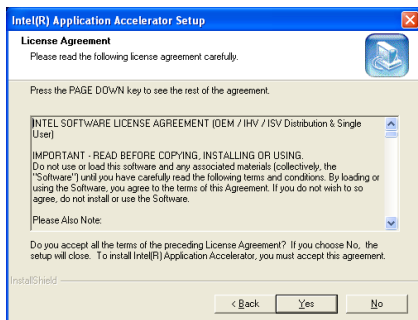 Intel(R) Application Accelerator Setup
License Agreement
Please read the following license agreement carefully.
Press the PAGE DOWN key to see the rest of the agreement.
INTEL SOFTWARE LICENSE AGREEMENT (OEM / IHV / ISV Distribution & Single
User)
IMPORTANT - READ BEFORE COPYING, INSTALLING OR USING.
Do not use or load this software and any associated materials (collectively, the
"Software") until you have carefully read the following terms and conditions. By loading or
using the Software, you agree to the terms of this Agreement. If you do not wish to so
agree, do not install or use the Software.
Please Also Note:
Do you accept all the terms of the preceding License Agreement? If you choose No, the
setup will close. To install Intel(R) Application Accelerator, you must accept this agreement.
InstallShield
< Back Yes No